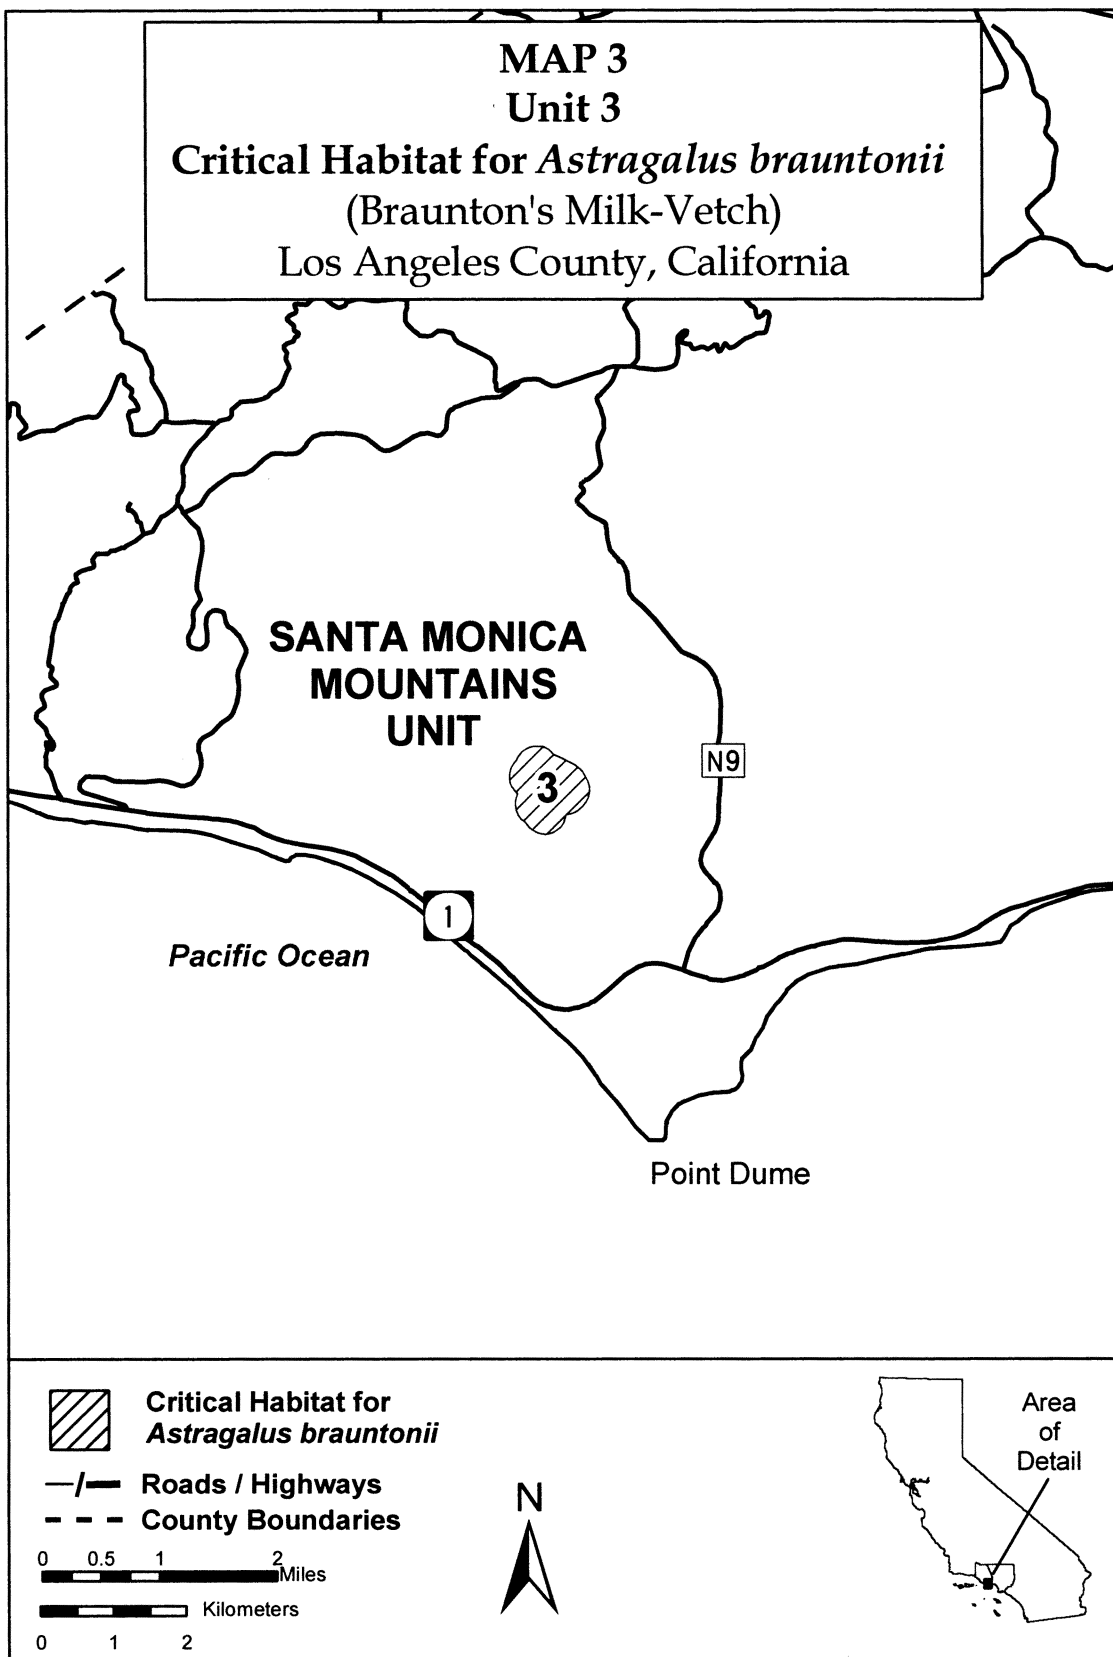 MAP 3
Unit 3
Critical Habitat for Astragalus brauntonii
(Braunton's Milk-Vetch)
Los Angeles County, California
SANTA MONICA
MOUNTAINS
UNIT
3
N9
1
Pacific Ocean
Point Dume
Critical Habitat for
Astragalus brauntonii
Roads / Highways
County Boundaries
0 0.5 1 2
Miles
Kilometers
0 1 2
N
Area
of
Detail